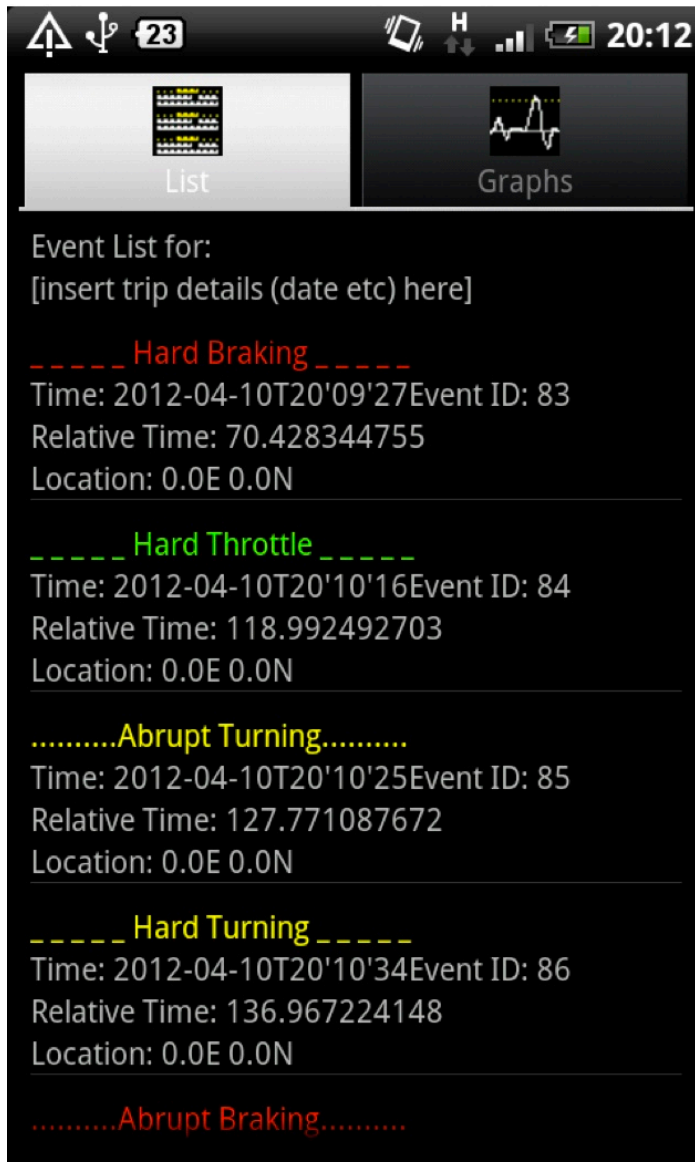 23 H 20:12
List Graphs
Event List for:
[insert trip details (date etc) here]
_ _ _ _ _ Hard Braking _ _ _ _ _
Time: 2012-04-10T20'09'27Event ID: 83
Relative Time: 70.428344755
Location: 0.0E 0.0N
_ _ _ _ _ Hard Throttle _ _ _ _ _
Time: 2012-04-10T20'10'16Event ID: 84
Relative Time: 118.992492703
Location: 0.0E 0.0N
..........Abrupt Turning..........
Time: 2012-04-10T20'10'25Event ID: 85
Relative Time: 127.771087672
Location: 0.0E 0.0N
_ _ _ _ _ Hard Turning _ _ _ _ _
Time: 2012-04-10T20'10'34Event ID: 86
Relative Time: 136.967224148
Location: 0.0E 0.0N
..........Abrupt Braking..........